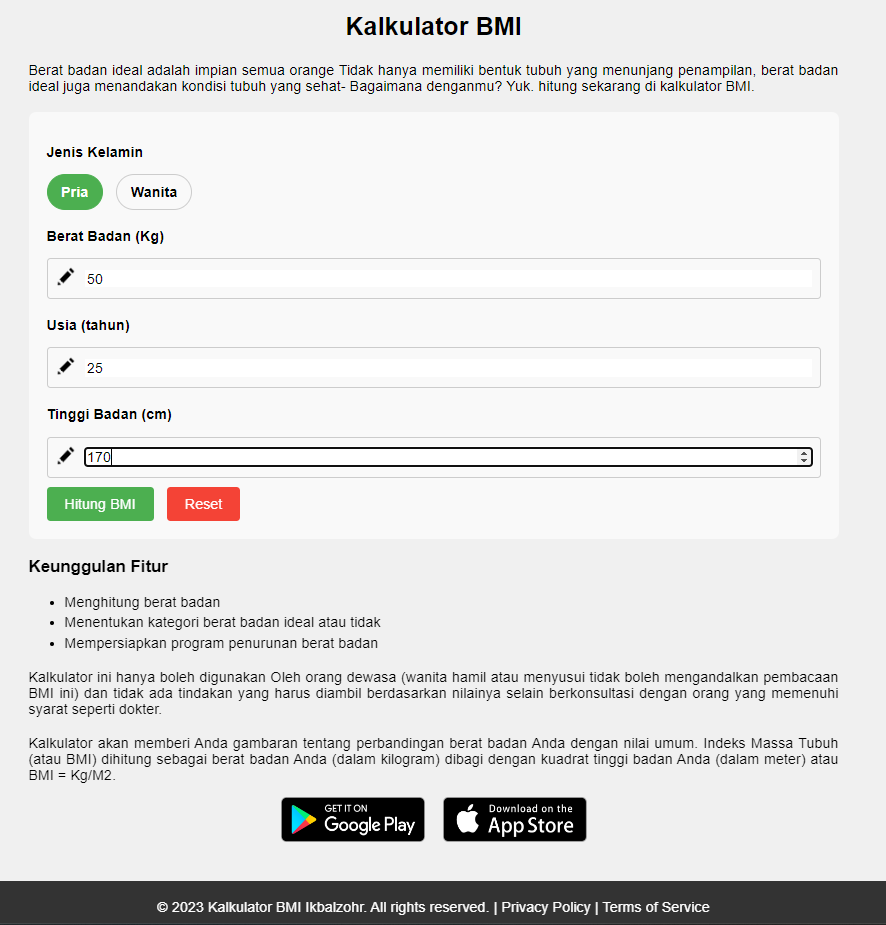 Kalkulator BMI
Berat badan ideal adalah impian semua orange Tidak hanya memiliki bentuk tubuh yang menunjang penampilan, berat badan
ideal juga menandakan kondisi tubuh yang sehat- Bagaimana denganmu? Yuk. hitung sekarang di kalkulator BMI.
Jenis Kelamin
Pria Wanita
Berat Badan (Kg)
50
Usia (tahun)
25
Tinggi Badan (cm)
170
Hitung BMI Reset
Keunggulan Fitur
• Menghitung berat badan
• Menentukan kategori berat badan ideal atau tidak
• Mempersiapkan program penurunan berat badan
Kalkulator ini hanya boleh digunakan Oleh orang dewasa (wanita hamil atau menyusui tidak boleh mengandalkan pembacaan
BMI ini) dan tidak ada tindakan yang harus diambil berdasarkan nilainya selain berkonsultasi dengan orang yang memenuhi
syarat seperti dokter.
Kalkulator akan memberi Anda gambaran tentang perbandingan berat badan Anda dengan nilai umum. Indeks Massa Tubuh
(atau BMI) dihitung sebagai berat badan Anda (dalam kilogram) dibagi dengan kuadrat tinggi badan Anda (dalam meter) atau
BMI = Kg/M2.
GET IT ON
Google Play
Download on the
App Store
© 2023 Kalkulator BMI Ikbalzohr. All rights reserved. | Privacy Policy | Terms of Service